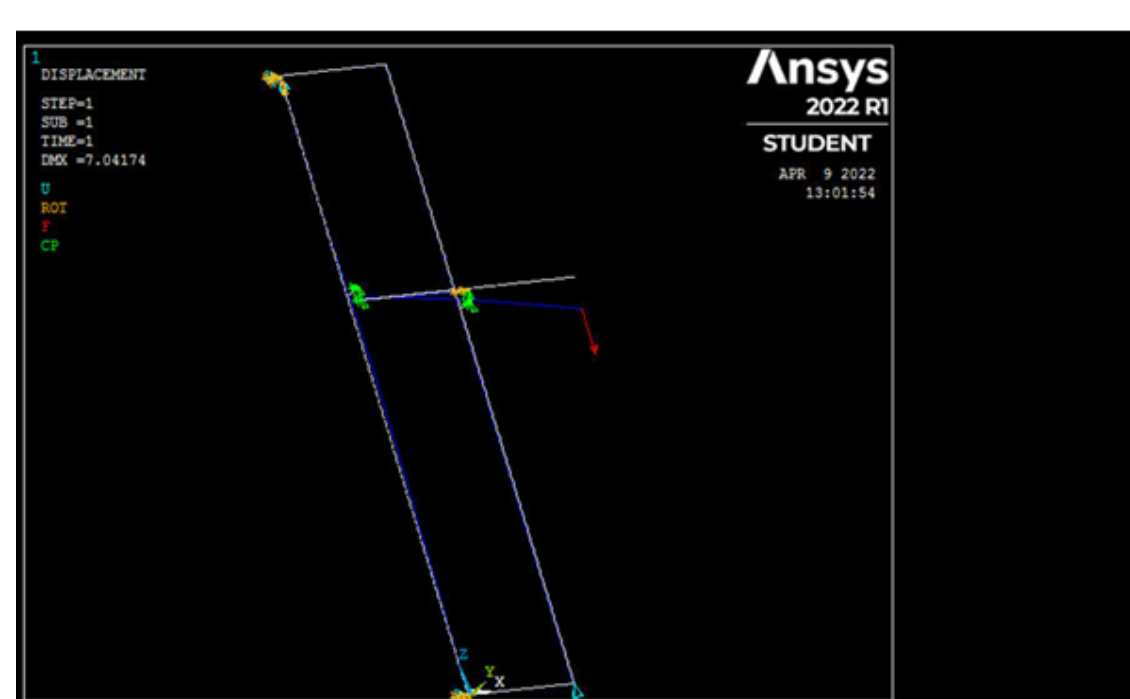 1
DISPLACEMENT
STEP=1
SUB =1
TIME=1
DMX =7.04174
U
ROT
F
CP
Ansys
2022 R1
STUDENT
APR 9 2022
13:01:54
Z
Y
X